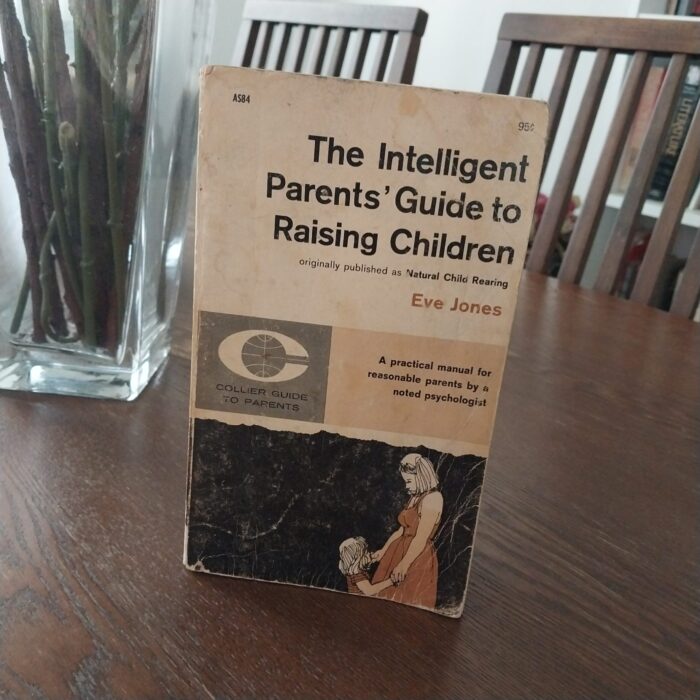 AS84
95¢
The Intelligent
Parents' Guide to
Raising Children
originally published as Natural Child Rearing
Eve Jones
A practical manual for
reasonable parents by a
noted psychologist
COLLIER GUIDE
TO PARENTS